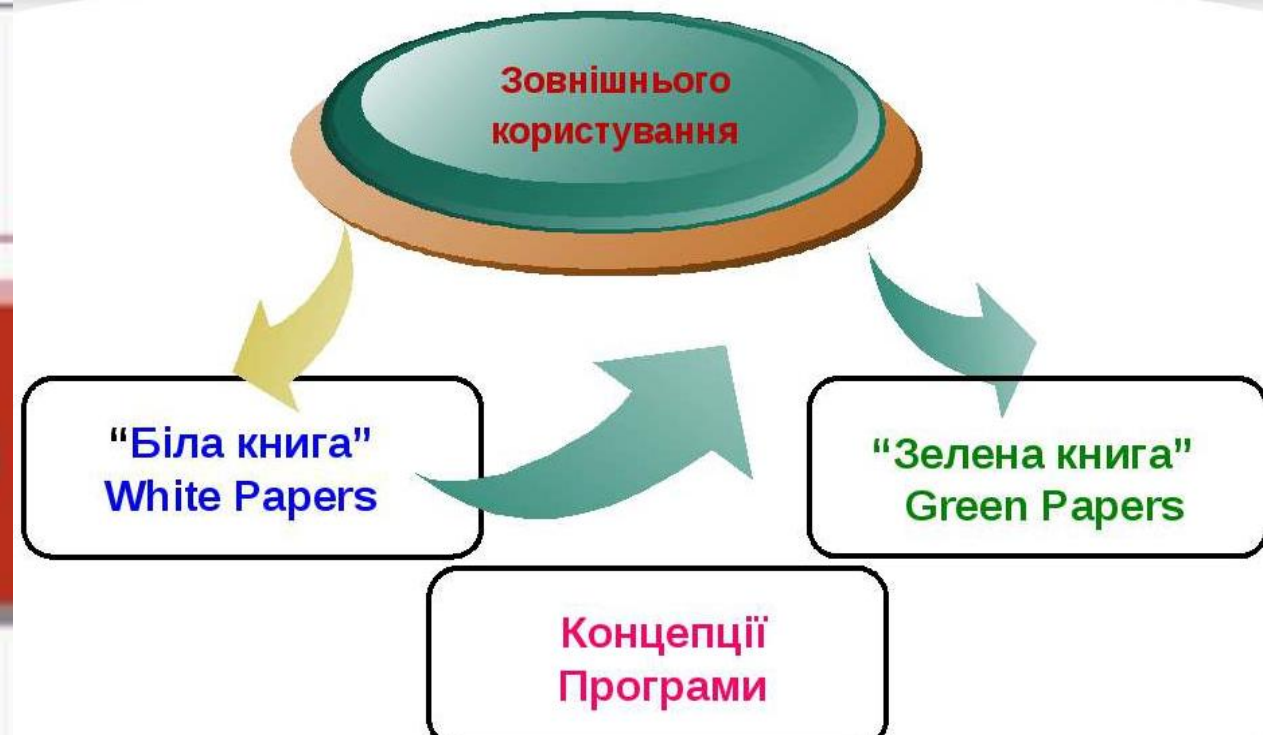 Зовнішнього
користування
“Біла книга”
White Papers
“Зелена книга”
Green Papers
Концепції
Програми